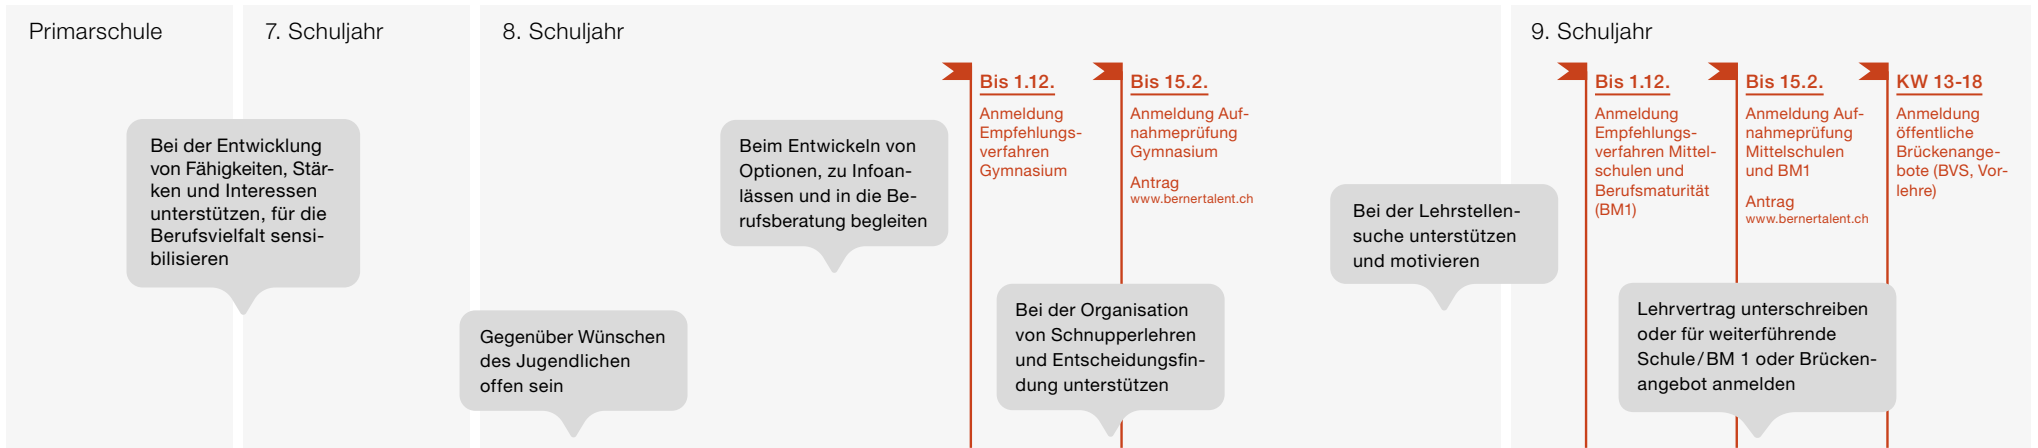 Primarschule
7. Schuljahr
8. Schuljahr
9. Schuljahr
Bei der Entwicklung
von Fähigkeiten, Stär-
ken und Interessen
unterstützen, für die
Berufsvielfalt sensi-
bilisieren
Gegenüber Wünschen
des Jugendlichen
offen sein
Beim Entwickeln von
Optionen, zu Infoan-
lässen und in die Be-
rufsberatung begleiten
Bis 1.12.
Anmeldung
Empfehlungs-
verfahren
Gymnasium
Bis 15.2.
Anmeldung Auf-
nahmeprüfung
Gymnasium
Antrag
www.bernertalent.ch
Bei der Organisation
von Schnupperlehren
und Entscheidungsfin-
dung unterstützen
Bei der Lehrstellen-
suche unterstützen
und motivieren
Bis 1.12.
Anmeldung
Empfehlungs-
verfahren Mittel-
schulen und
Berufsmaturität
(BM1)
Bis 15.2.
Anmeldung Auf-
nahmeprüfung
Mittelschulen
und BM1
Antrag
www.bernertalent.ch
KW 13-18
Anmeldung
öffentliche
Brückenange-
bote (BVS, Vor-
lehre)
Lehrvertrag unterschreiben
oder für weiterführende
Schule/BM 1 oder Brücken-
angebot anmelden